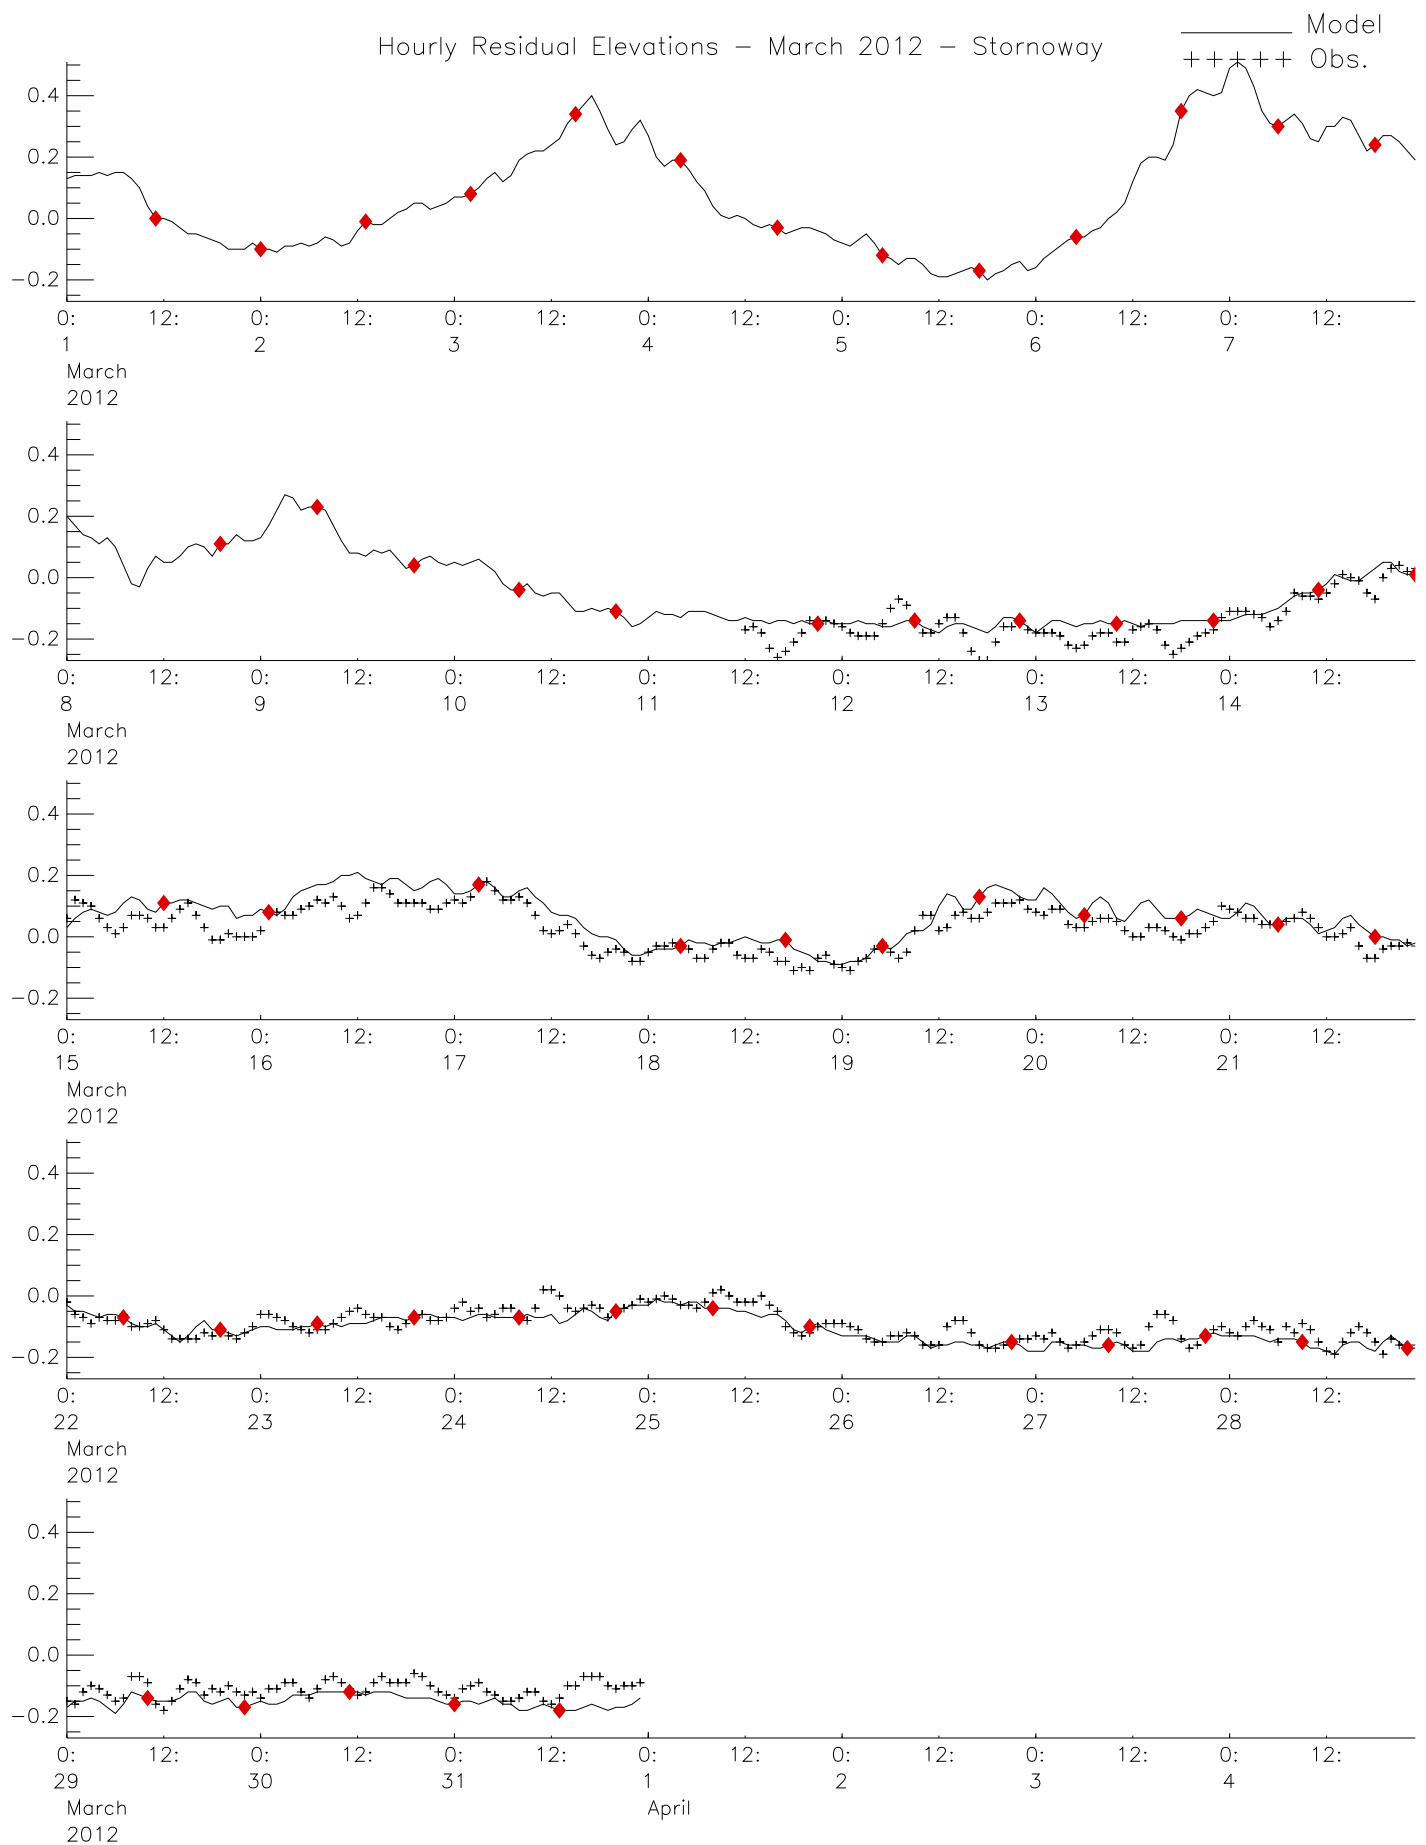 Hourly Residual Elevations – March 2012 – Stornoway
Model
+++++ Obs.
0.4
0.2
0.0
−0.2
0: 12: 0: 12: 0: 12: 0: 12: 0: 12: 0: 12: 0: 12:
1 2 3 4 5 6 7
March
2012
0.4
0.2
0.0
−0.2
0: 12: 0: 12: 0: 12: 0: 12: 0: 12: 0: 12: 0: 12:
8 9 10 11 12 13 14
March
2012
0.4
0.2
0.0
−0.2
0: 12: 0: 12: 0: 12: 0: 12: 0: 12: 0: 12: 0: 12:
15 16 17 18 19 20 21
March
2012
0.4
0.2
0.0
−0.2
0: 12: 0: 12: 0: 12: 0: 12: 0: 12: 0: 12: 0: 12:
22 23 24 25 26 27 28
March
2012
0.4
0.2
0.0
−0.2
0: 12: 0: 12: 0: 12: 0: 12: 0: 12: 0: 12: 0: 12:
29 30 31 1 2 3 4
March April
2012